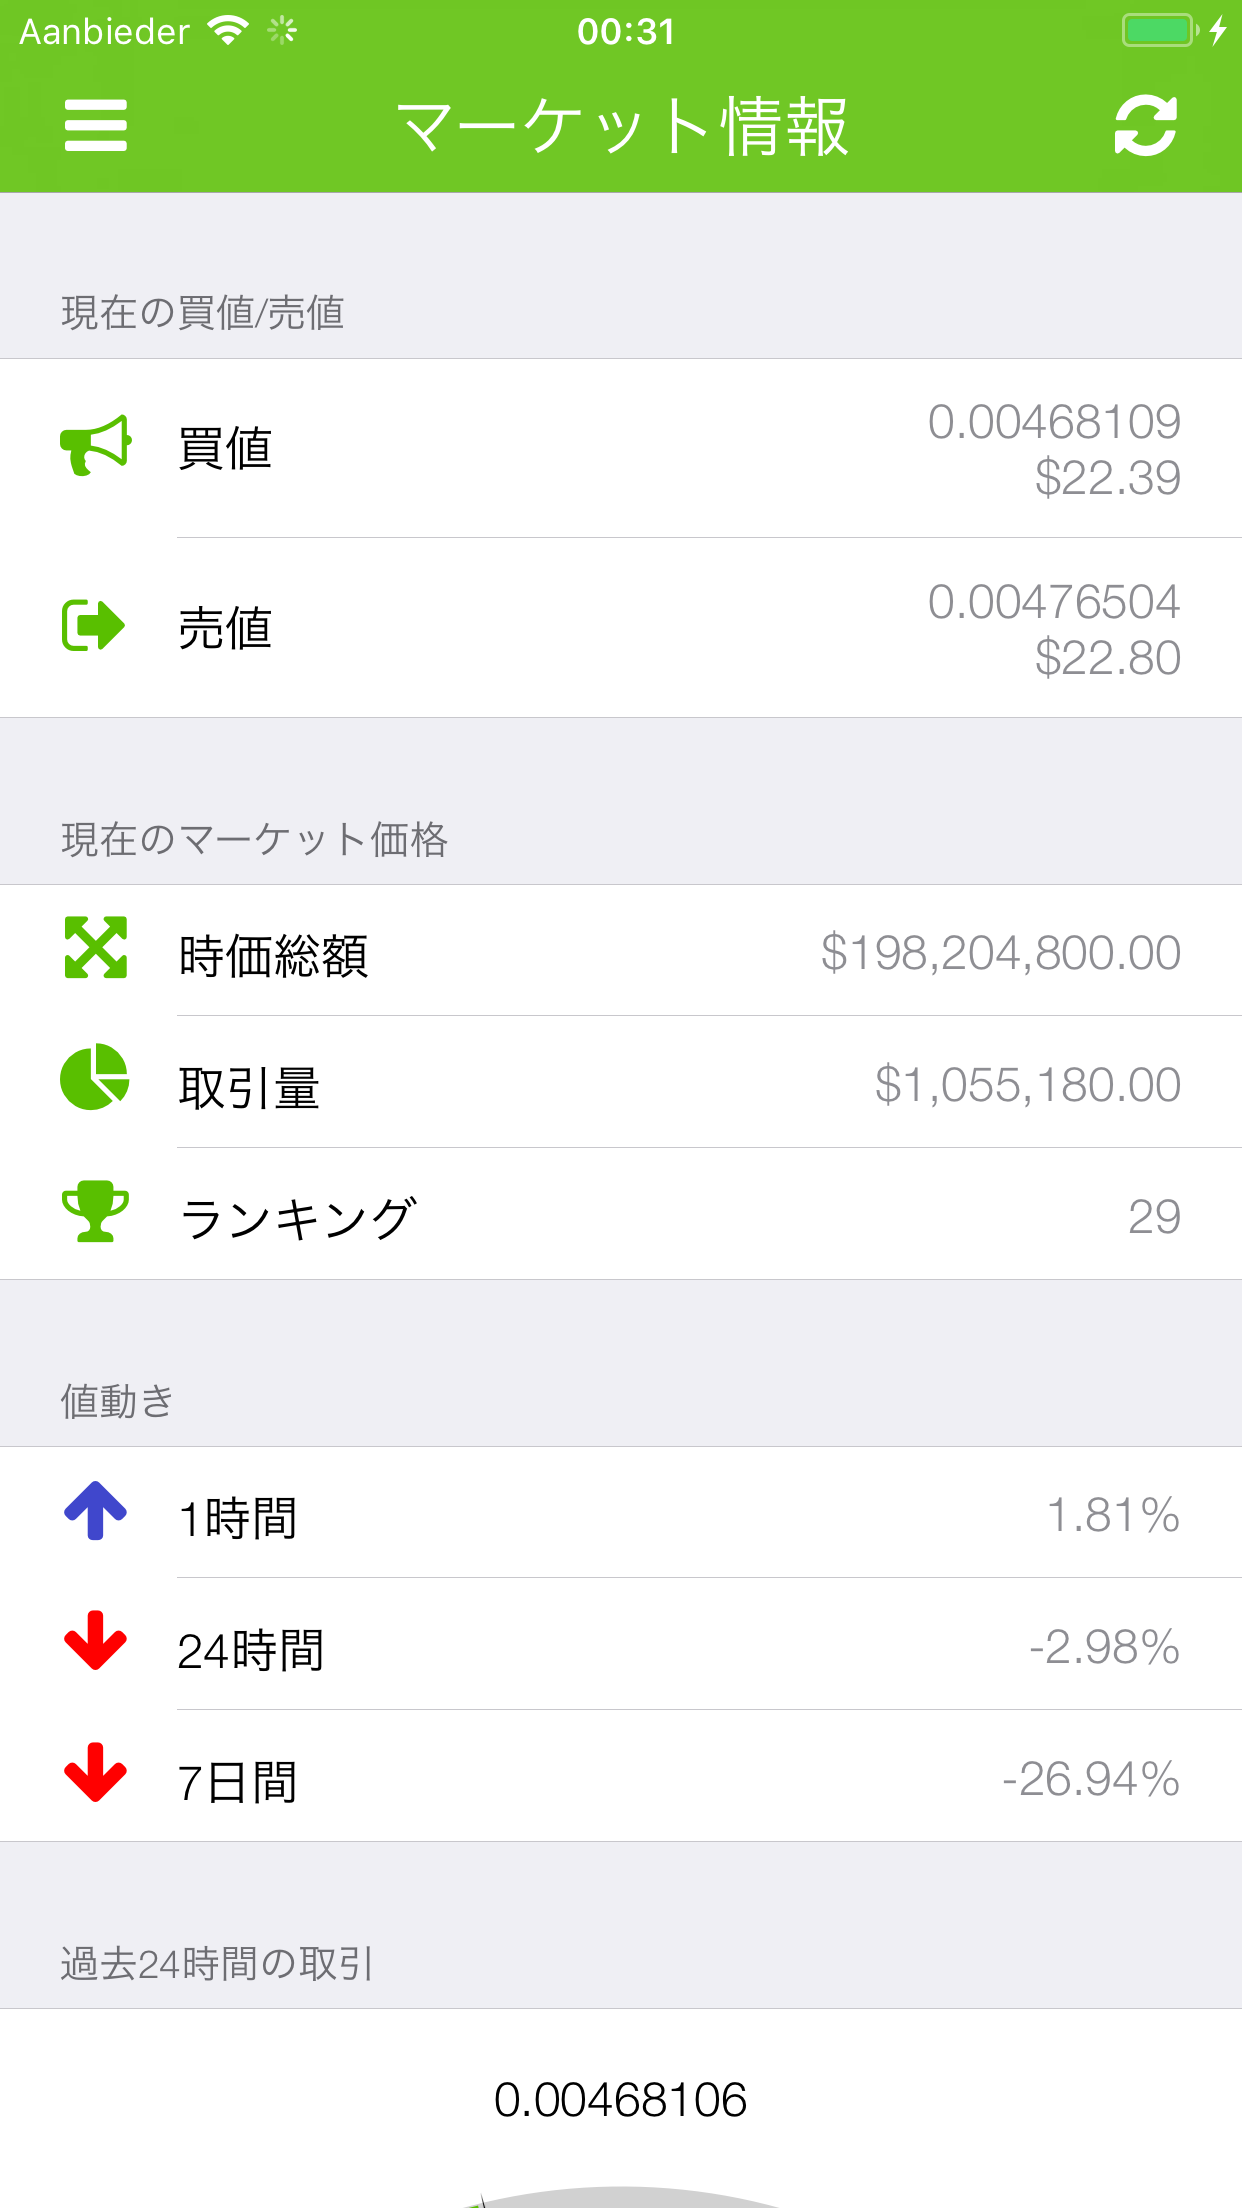 Aanbieder 00:31
マーケット情報
現在の買値/売値
買値 0.00468109
$22.39
売値 0.00476504
$22.80
現在のマーケット価格
時価総額 $198,204,800.00
取引量 $1,055,180.00
ランキング 29
値動き
1時間 1.81%
24時間 -2.98%
7日間 -26.94%
過去24時間の取引
0.00468106